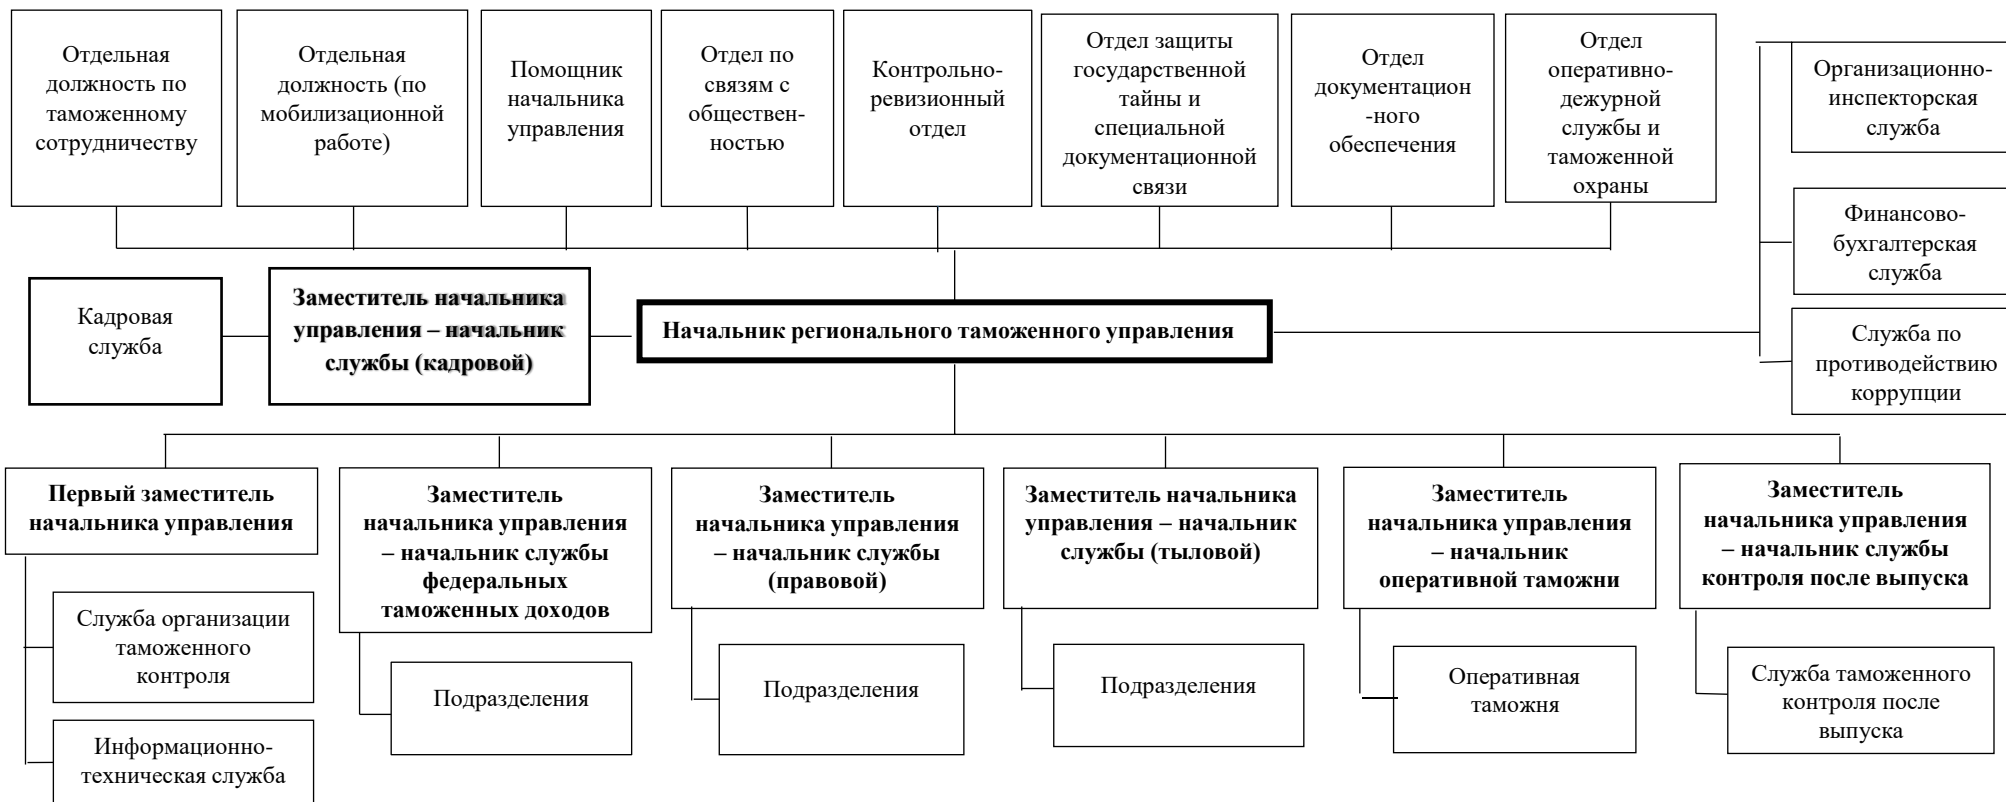 Отдельная
должность по
таможенному
сотрудничеству
Отдельная
должность (по
мобилизационной
работе)
Помощник
начальника
управления
Отдел по
связям с
обществен-
ностью
Контрольно-
ревизионный
отдел
Отдел защиты
государственной
тайны и
специальной
документационной
связи
Отдел
документацион
-ного
обеспечения
Отдел
оперативно-
дежурной
службы и
таможенной
охраны
Организационно-
инспекторская
служба
Финансово-
бухгалтерская
служба
Служба по
противодействию
коррупции
Кадровая
служба
Заместитель начальника
управления – начальник
службы (кадровой)
Начальник регионального таможенного управления
Первый заместитель
начальника управления
Служба организации
таможенного
контроля
Информационно-
техническая служба
Заместитель
начальника управления
– начальник службы
федеральных
таможенных доходов
Подразделения
Заместитель
начальника управления
– начальник службы
(правовой)
Подразделения
Заместитель начальника
управления – начальник
службы (тыловой)
Подразделения
Заместитель
начальника управления
– начальник
оперативной таможни
Оперативная
таможня
Заместитель
начальника управления
– начальник службы
контроля после выпуска
Служба таможенного
контроля после
выпуска